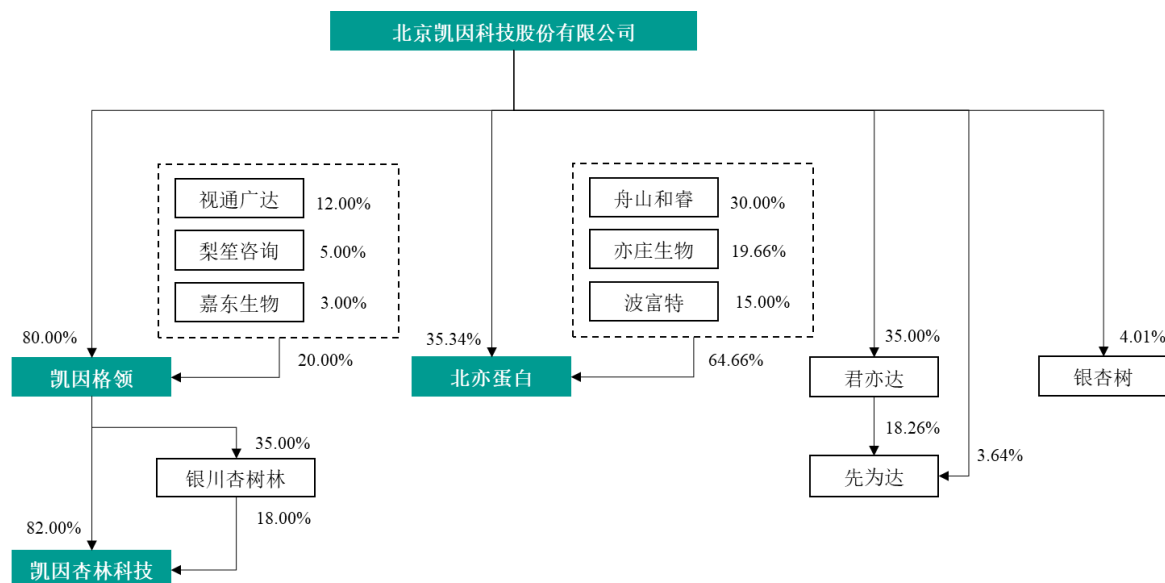 北京凯因科技股份有限公司
视通广达
12.00%
梨笙咨询
5.00%
嘉东生物
3.00%
舟山和睿
30.00%
亦庄生物
19.66%
波富特
15.00%
80.00%
20.00%
35.34%
64.66%
35.00%
4.01%
凯因格领
北亦蛋白
君亦达
银杏树
35.00%
18.26%
银川杏树林
先为达
3.64%
82.00%
18.00%
凯因杏林科技